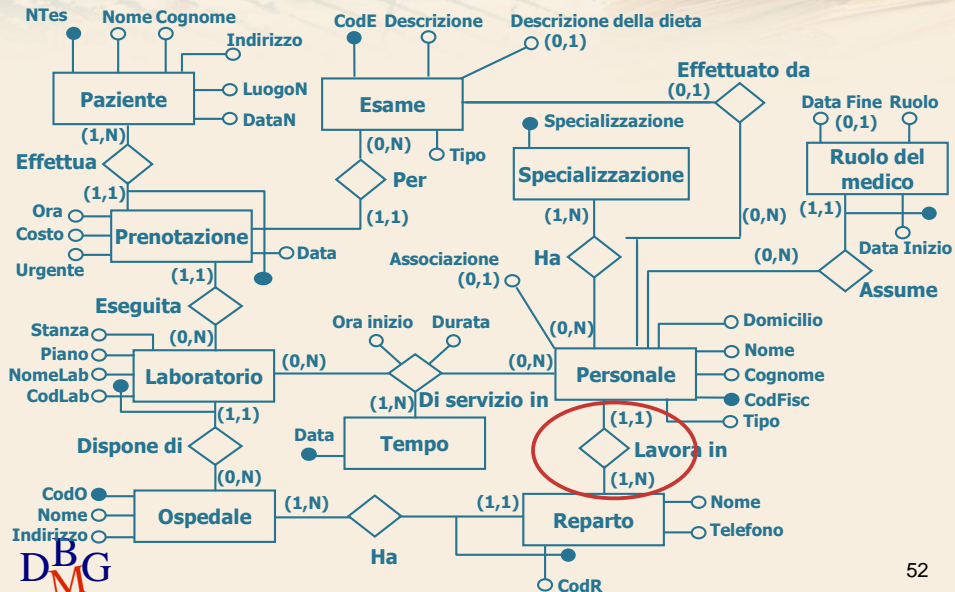 NTes Nome Cognome CodE Descrizione Descrizione della dieta
(0,1)
Indirizzo
Effettuato da
(0,1)
Paziente
LuogoN
DataN
Esame
Data Fine Ruolo
(0,1)
Specializzazione
(1,N)
(0,N)
Tipo
Ruolo del
medico
Effettua
Per
Specializzazione
(1,1)
(1,1)
(1,N)
(0,N)
(1,1)
Ora
Costo
Urgente
Prenotazione
Data
Data Inizio
(1,1)
Associazione
(0,1)
Ha
(0,N)
Assume
Eseguita
Stanza
Piano
NomeLab
CodLab
(0,N)
Ora inizio Durata
(0,N)
Domicilio
Laboratorio
(0,N)
(0,N)
Personale
Nome
Cognome
CodFisc
Tipo
(1,1)
(1,N)
Di servizio in
(1,1)
Dispone di
Data
Tempo
Lavora in
(0,N)
(1,N)
CodO
Nome
Indirizzo
Ospedale
(1,N)
(1,1)
Reparto
Nome
Telefono
Ha
CodR
DBMG
52